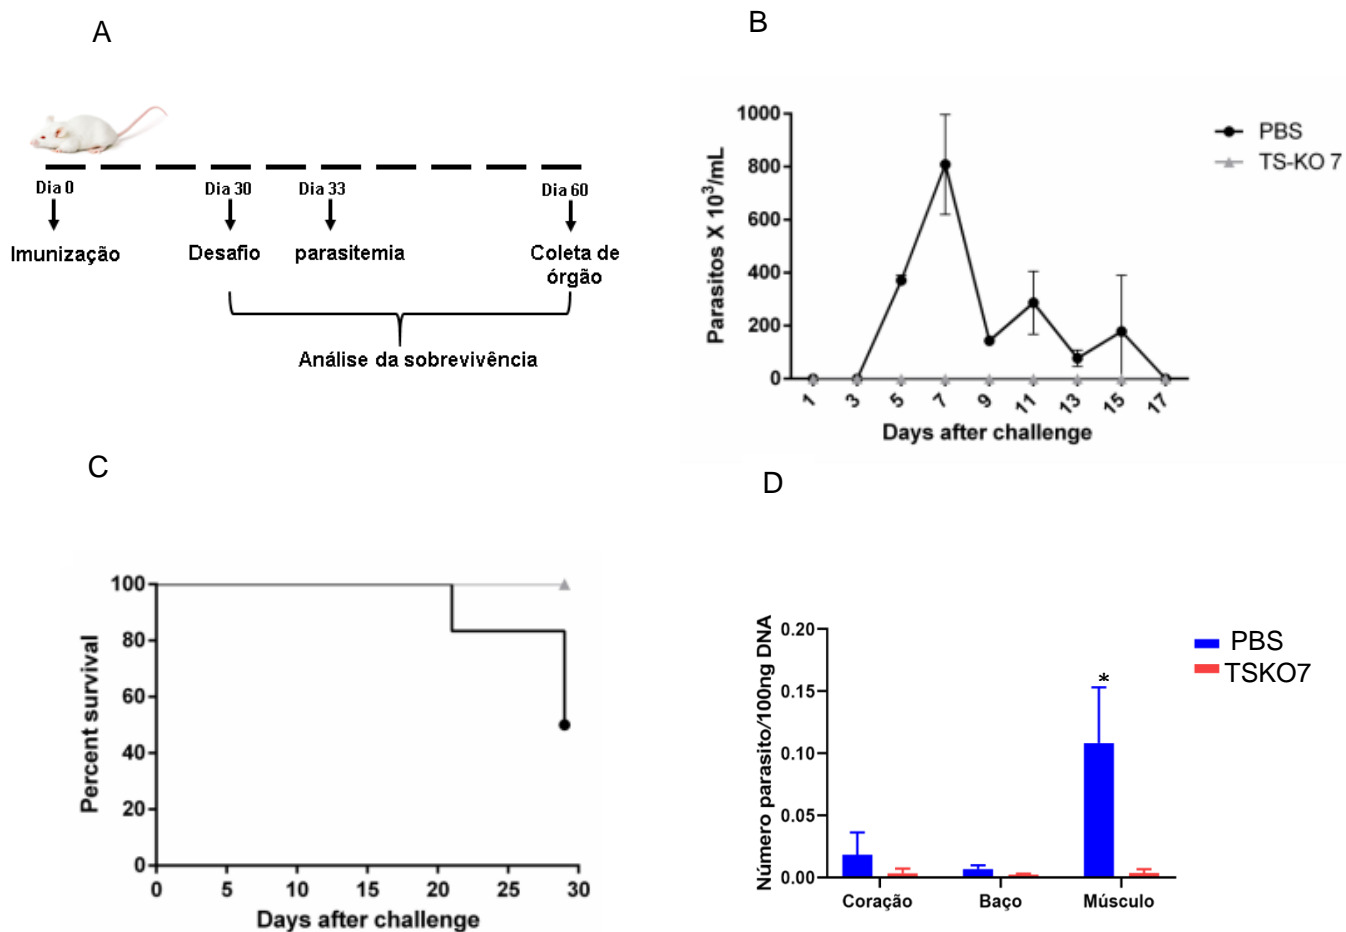 A
Dia 0
Dia 30
Dia 33
Dia 60
Imunização
Desafio
parasitemia
Coleta de
órgão
Análise da sobrevivência
B
1000
800
600
400
200
0
Parasitos X 10³/mL
1
3
5
7
9
11
13
15
17
Days after challenge
PBS
TS-KO 7
C
100
80
60
40
20
0
Percent survival
0
5
10
15
20
25
30
Days after challenge
D
0.20
0.15
0.10
0.05
0.00
Número parasito/100ng DNA
*
Coração
Baço
Músculo
PBS
TSKO7